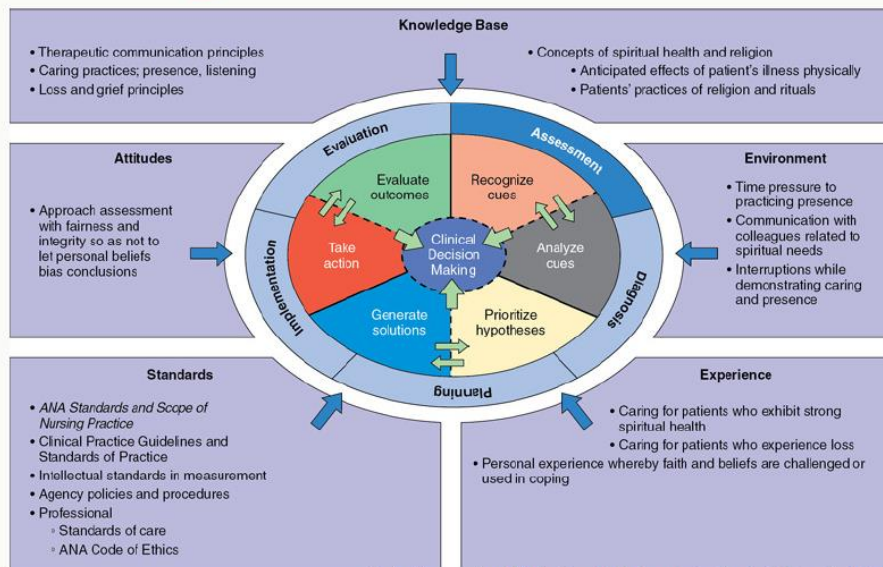 Knowledge Base
• Therapeutic communication principles
• Caring practices; presence, listening
• Loss and grief principles
• Concepts of spiritual health and religion
• Anticipated effects of patient's illness physically
• Patients' practices of religion and rituals
Attitudes
• Approach assessment
with fairness and
integrity so as not to
let personal beliefs
bias conclusions
Evaluation
Assessment
Diagnosis
Planning
Implementation
Evaluate
outcomes
Recognize
cues
Take
action
Clinical
Decision
Making
Analyze
cues
Generate
solutions
Prioritize
hypotheses
Environment
• Time pressure to
practicing presence
• Communication with
colleagues related to
spiritual needs
• Interruptions while
demonstrating caring
and presence
Standards
• ANA Standards and Scope of
Nursing Practice
• Clinical Practice Guidelines and
Standards of Practice
• Intellectual standards in measurement
• Agency policies and procedures
• Professional
▫ Standards of care
▫ ANA Code of Ethics
Experience
• Caring for patients who exhibit strong
spiritual health
• Caring for patients who experience loss
• Personal experience whereby faith and beliefs are challenged or
used in coping